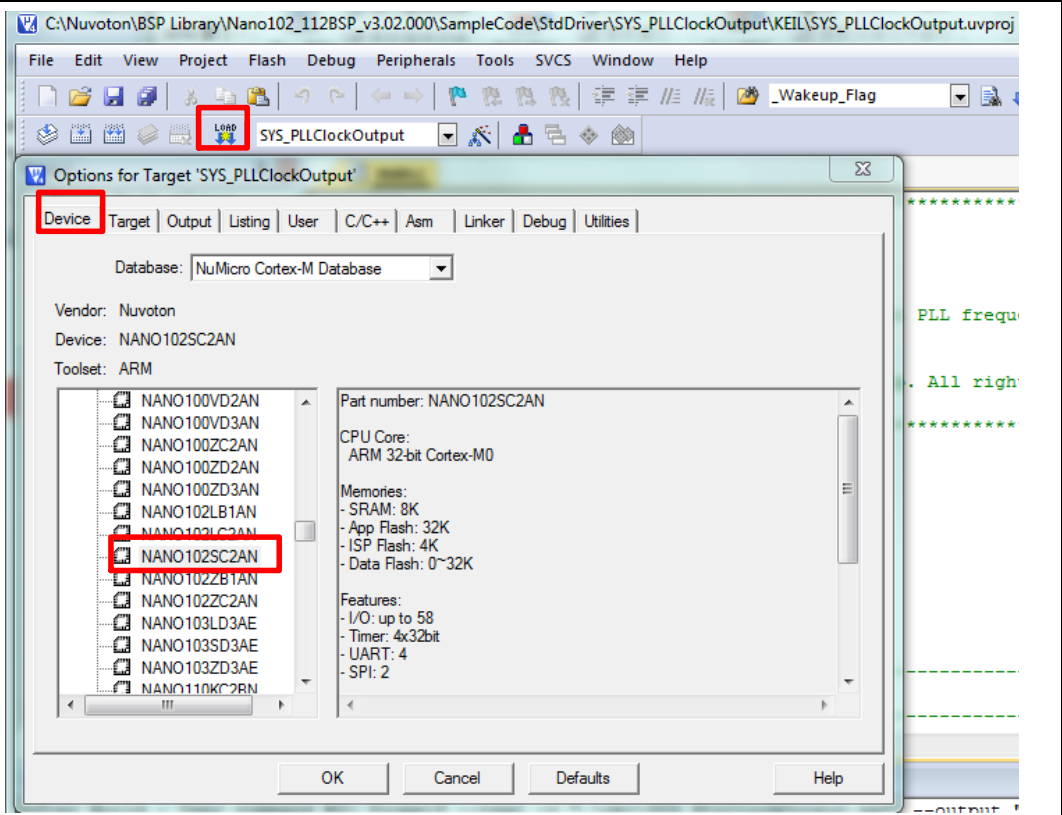 C:\Nuvoton\BSP Library\Nano102_112BSP_v3.02.000\SampleCode\StdDriver\SYS_PLLClockOutput\KEIL\SYS_PLLClockOutput.uvproj
File Edit View Project Flash Debug Peripherals Tools SVCS Window Help
_Wakeup_Flag
LOAD SYS_PLLClockOutput
Options for Target 'SYS_PLLClockOutput'
**********
Device Target Output Listing User C/C++ Asm Linker Debug Utilities
Database: NuMicro Cortex-M Database
Vendor: Nuvoton
PLL frequ
Device: NANO102SC2AN
Toolset: ARM
. All righ
NANO100VD2AN
NANO100VD3AN
NANO100ZC2AN
NANO100ZD2AN
NANO100ZD3AN
NANO102LB1AN
NANO102LC2AN
NANO102SC2AN
NANO102ZB1AN
NANO102ZC2AN
NANO103LD3AE
NANO103SD3AE
NANO103ZD3AE
NANO110KC2BN
Part number: NANO102SC2AN
CPU Core:
ARM 32-bit Cortex-M0
Memories:
- SRAM: 8K
- App Flash: 32K
- ISP Flash: 4K
- Data Flash: 0~32K
Features:
- I/O: up to 58
- Timer: 4x32bit
- UART: 4
- SPI: 2
**********
----------
----------
OK Cancel Defaults Help
--output "